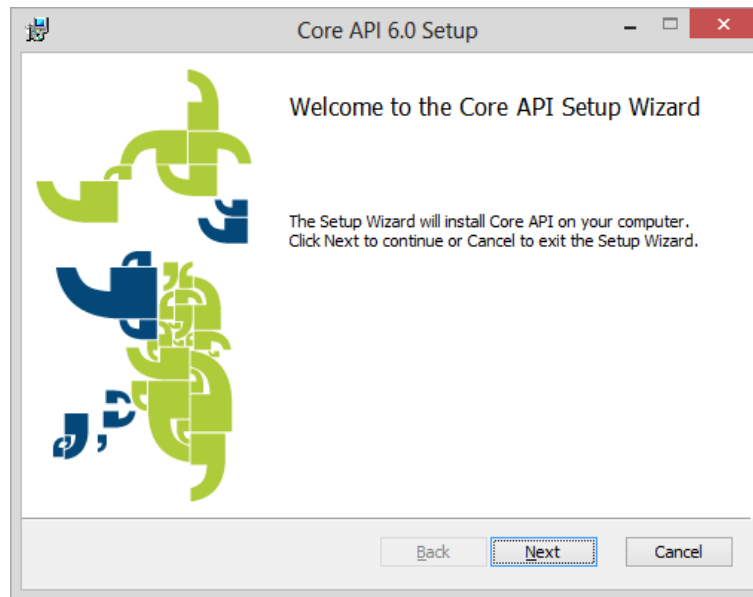 Core API 6.0 Setup
Welcome to the Core API Setup Wizard
The Setup Wizard will install Core API on your computer.
Click Next to continue or Cancel to exit the Setup Wizard.
Back Next Cancel